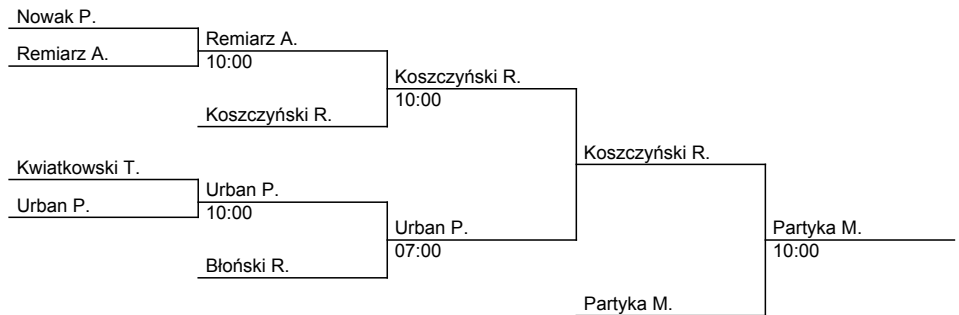 Nowak P.
Remiarz A.
Remiarz A.
10:00
Koszczyński R.
10:00
Koszczyński R.
Koszczyński R.
Kwiatkowski T.
Urban P.
Urban P.
10:00
Urban P.
07:00
Partyka M.
10:00
Błoński R.
Partyka M.